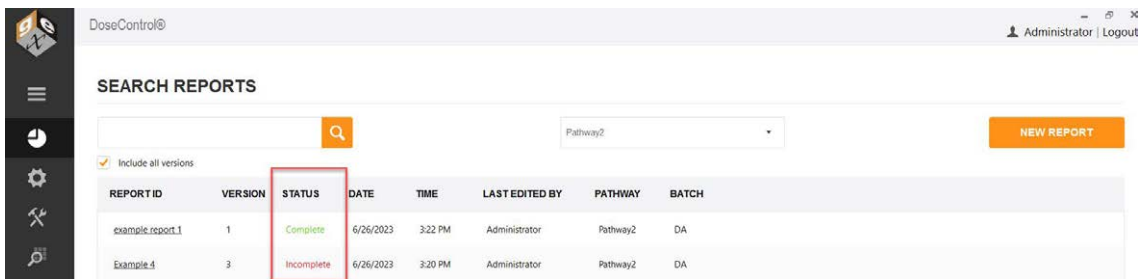 DoseControl®
Administrator | Logout
SEARCH REPORTS
Pathway2
NEW REPORT
Include all versions
REPORT ID VERSION STATUS DATE TIME LAST EDITED BY PATHWAY BATCH
example report 1 1 Complete 6/26/2023 3:22 PM Administrator Pathway2 DA
Example 4 3 Incomplete 6/26/2023 3:20 PM Administrator Pathway2 DA